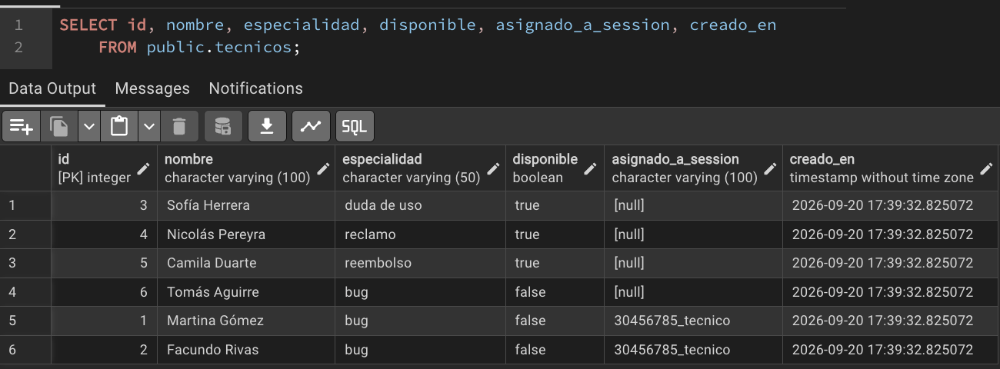 1 SELECT id, nombre, especialidad, disponible, asignado_a_session, creado_en
2 FROM public.tecnicos;
Data Output Messages Notifications
SQL
id nombre especialidad disponible asignado_a_session creado_en
[PK] integer character varying (100) character varying (50) boolean character varying (100) timestamp without time zone
1 3 Sofía Herrera duda de uso true [null] 2026-09-20 17:39:32.825072
2 4 Nicolás Pereyra reclamo true [null] 2026-09-20 17:39:32.825072
3 5 Camila Duarte reembolso true [null] 2026-09-20 17:39:32.825072
4 6 Tomás Aguirre bug false [null] 2026-09-20 17:39:32.825072
5 1 Martina Gómez bug false 30456785_tecnico 2026-09-20 17:39:32.825072
6 2 Facundo Rivas bug false 30456785_tecnico 2026-09-20 17:39:32.825072